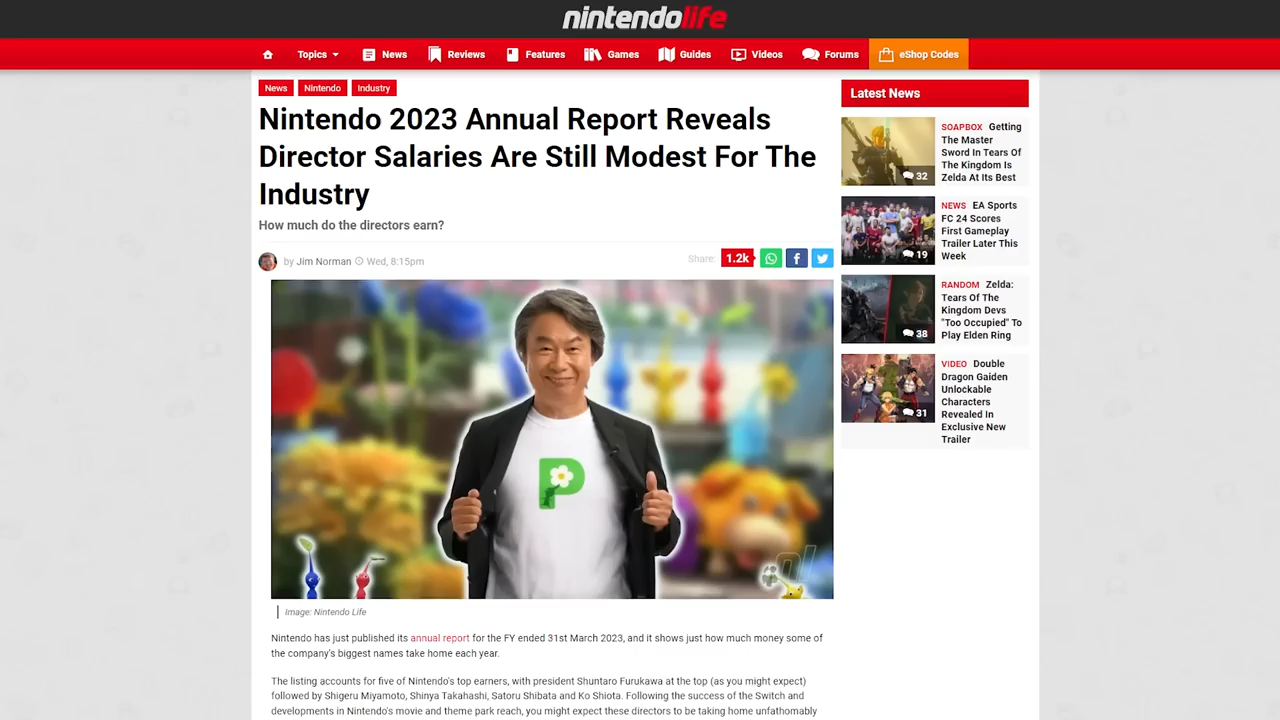 nintendolife
Topics
News
Reviews
Features
Games
Guides
Videos
Forums
eShop Codes
News
Nintendo
Industry
Nintendo 2023 Annual Report Reveals
Director Salaries Are Still Modest For The
Industry
How much do the directors earn?
by Jim Norman Wed, 8:15pm
Share: 1.2k
P
nl
Image: Nintendo Life
Nintendo has just published its annual report for the FY ended 31st March 2023, and it shows just how much money some of
the company's biggest names take home each year.
The listing accounts for five of Nintendo's top earners, with president Shuntaro Furukawa at the top (as you might expect)
followed by Shigeru Miyamoto, Shinya Takahashi, Satoru Shibata and Ko Shiota. Following the success of the Switch and
developments in Nintendo's movie and theme park reach, you might expect these directors to be taking home unfathomably
Latest News
SOAPBOX Getting
The Master
Sword In Tears Of
The Kingdom Is
Zelda At Its Best
32
NEWS EA Sports
FC 24 Scores
First Gameplay
Trailer Later This
Week
19
RANDOM Zelda:
Tears Of The
Kingdom Devs
"Too Occupied" To
Play Elden Ring
38
VIDEO Double
Dragon Gaiden
Unlockable
Characters
Revealed In
Exclusive New
Trailer
31